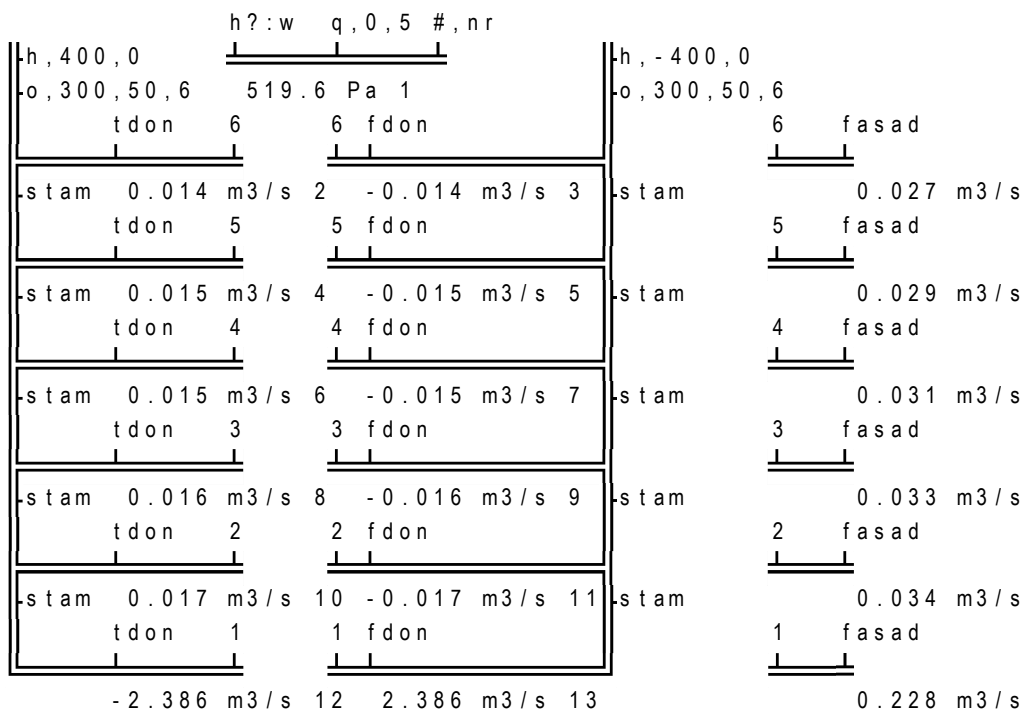 h?:w q,0,5 #,nr
h,400,0 h,-400,0
o,300,50,6 519.6 Pa 1 o,300,50,6
tdon 6 6 fdon 6 fasad
stam 0.014 m3/s 2 -0.014 m3/s 3 stam 0.027 m3/s
tdon 5 5 fdon 5 fasad
stam 0.015 m3/s 4 -0.015 m3/s 5 stam 0.029 m3/s
tdon 4 4 fdon 4 fasad
stam 0.015 m3/s 6 -0.015 m3/s 7 stam 0.031 m3/s
tdon 3 3 fdon 3 fasad
stam 0.016 m3/s 8 -0.016 m3/s 9 stam 0.033 m3/s
tdon 2 2 fdon 2 fasad
stam 0.017 m3/s 10 -0.017 m3/s 11 stam 0.034 m3/s
tdon 1 1 fdon 1 fasad
-2.386 m3/s 12 2.386 m3/s 13 0.228 m3/s